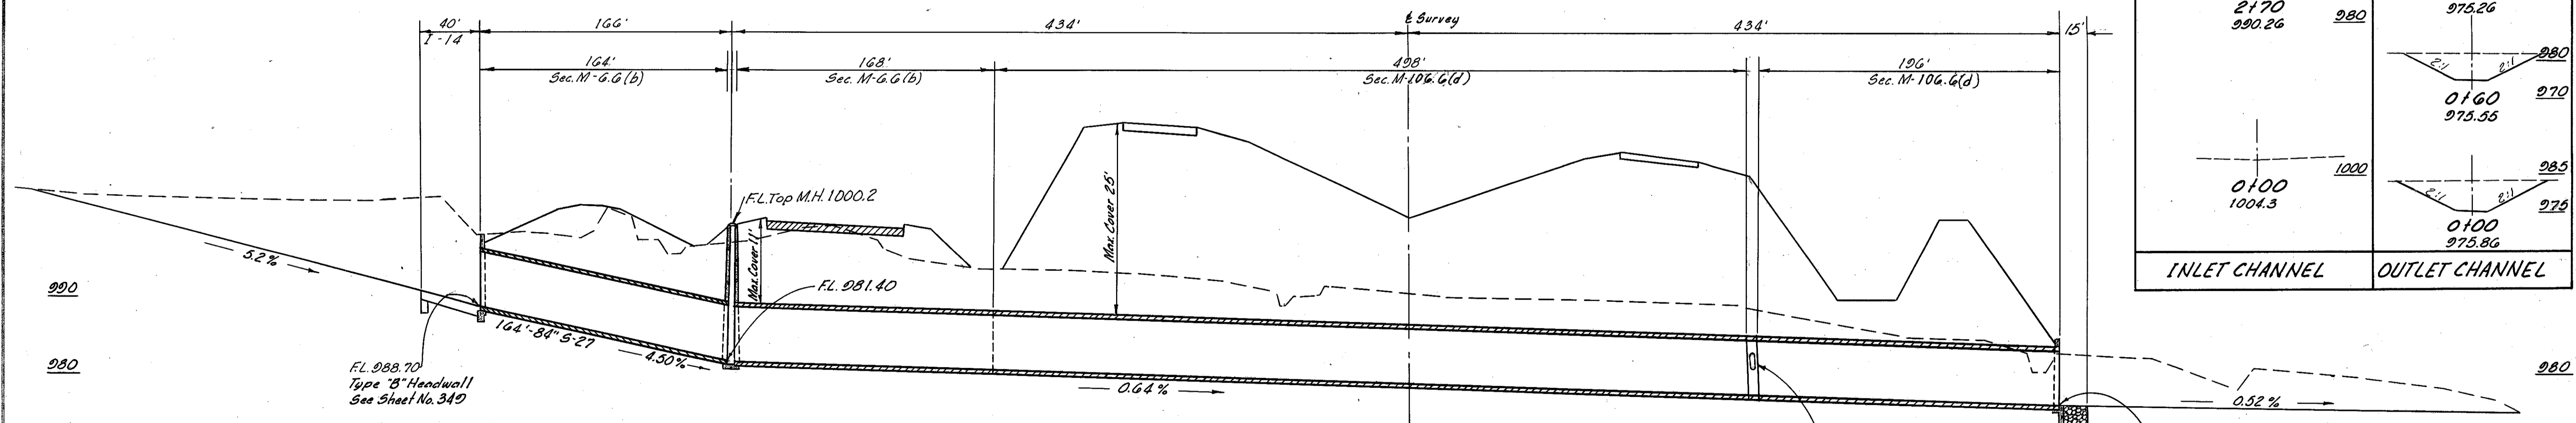 40'
166'
434'
℄ Survey
434'
15'
I-14
164'
Sec. M-6.6 (b)
168'
Sec. M-6.6 (b)
498'
Sec. M-106.6 (d)
196'
Sec. M-106.6 (d)
F.L. Top M.H. 1000.2
Max. Cover 11'
Max. Cover 25'
5.2%
F.L. 981.40
990
980
164'-84" S-27
4.50%
F.L. 988.70
Type "B" Headwall
See Sheet No. 349
0.64%
0.52%
980
2+70
990.26
980
1000
0+00
1004.3
INLET CHANNEL
975.26
980
2:1
2:1
970
0+60
975.55
985
2:1
2:1
975
0+00
975.86
OUTLET CHANNEL